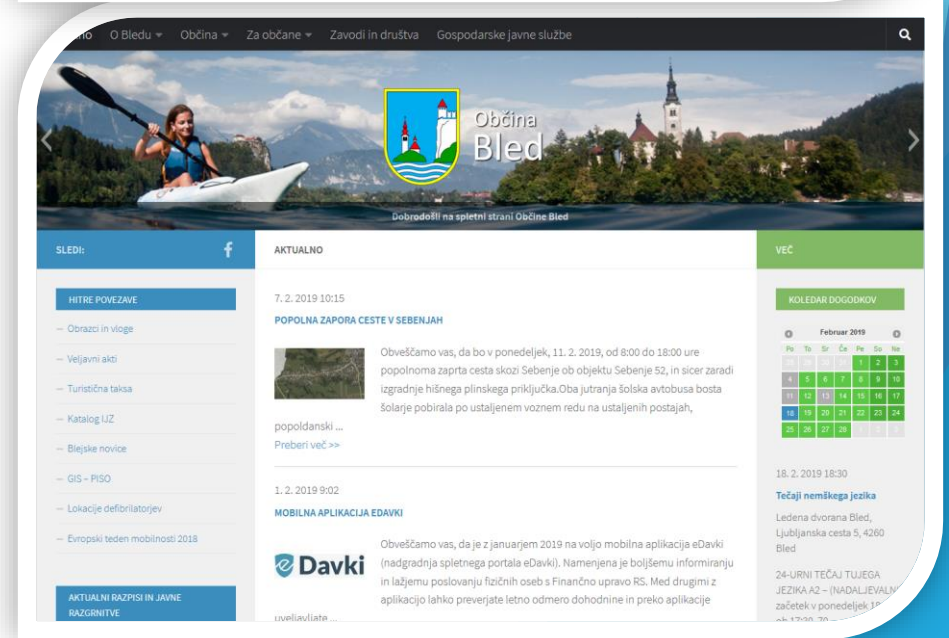 O Bledu Občina Za občane Zavodi in društva Gospodarske javne službe
Občina
Bled
Dobrodošli na spletni strani Občine Bled
SLEDI:
AKTUALNO
VEČ
HITRE POVEZAVE
– Obrazci in vloge
– Veljavni akti
– Turistična taksa
– Katalog IJZ
– Blejske novice
– GIS – PISO
– Lokacije defibrilatorjev
– Evropski teden mobilnosti 2018
AKTUALNI RAZPISI IN JAVNE
RAZGRNITVE
7. 2. 2019 10:15
POPOLNA ZAPORA CESTE V SEBENJAH
Obveščamo vas, da bo v ponedeljek, 11. 2. 2019, od 8:00 do 18:00 ure
popolnoma zaprta cesta skozi Sebenje ob objektu Sebenje 52, in sicer zaradi
izgradnje hišnega plinskega priključka.Oba jutranja šolska avtobusa bosta
šolarje pobirala po ustaljenem voznem redu na ustaljenih postajah,
popoldanski ...
Preberi več >>
1. 2. 2019 9:02
MOBILNA APLIKACIJA EDAVKI
Davki
Obveščamo vas, da je z januarjem 2019 na voljo mobilna aplikacija eDavki
(nadgradnja spletnega portala eDavki). Namenjena je boljšemu informiranju
in lažjemu poslovanju fizičnih oseb s Finančno upravo RS. Med drugimi z
aplikacijo lahko preverjate letno odmero dohodnine in preko aplikacije
uveljavljate ...
KOLEDAR DOGODKOV
Februar 2019
Po To Sr Če Pe So Ne
1 2 3
4 5 6 7 8 9 10
11 12 13 14 15 16 17
18 19 20 21 22 23 24
25 26 27 28 1 2 3
18. 2. 2019 18:30
Tečaji nemškega jezika
Ledena dvorana Bled,
Ljubljanska cesta 5, 4260
Bled
24-URNI TEČAJ TUJEGA
JEZIKA A2 – (NADALJEVALNI
začetek v ponedeljek